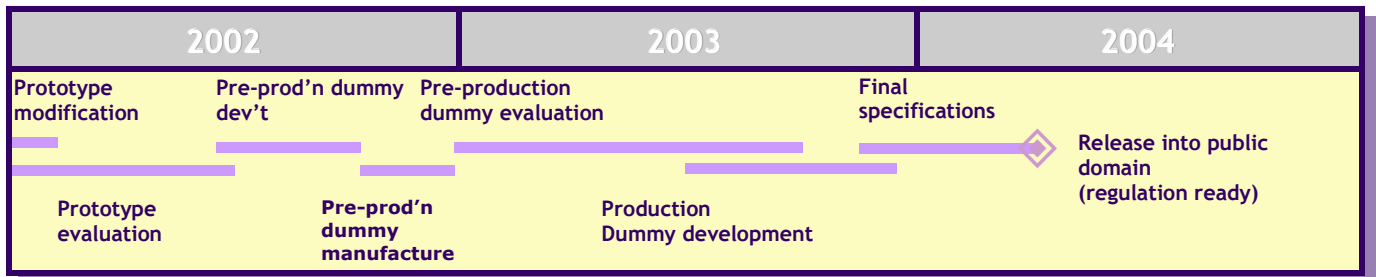 2002
2003
2004
Prototype
modification
Pre-prod’n dummy
dev’t
Pre-production
dummy evaluation
Final
specifications
Release into public
domain
(regulation ready)
Prototype
evaluation
Pre-prod’n
dummy
manufacture
Production
Dummy development